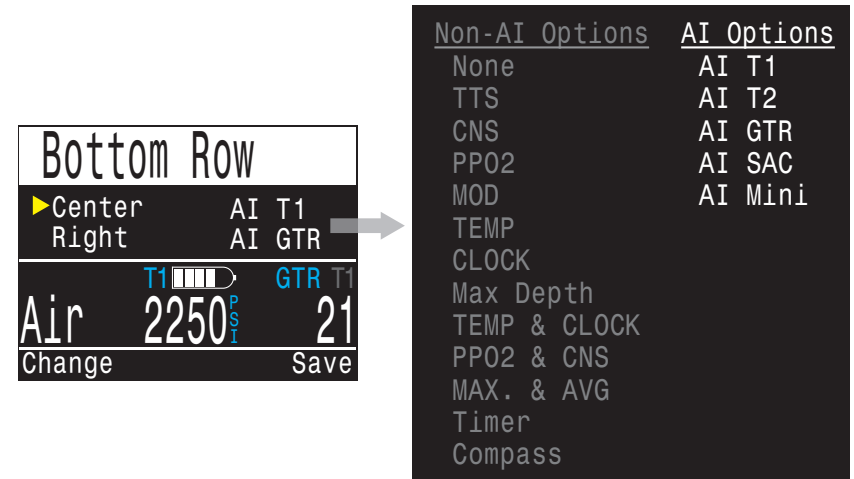 Bottom Row
Center AI T1
Right AI GTR
T1 GTR T1
Air 2250 PSI 21
Change Save
Non-AI Options AI Options
None AI T1
TTS AI T2
CNS AI GTR
PPO2 AI SAC
MOD AI Mini
TEMP
CLOCK
Max Depth
TEMP & CLOCK
PPO2 & CNS
MAX. & AVG
Timer
Compass